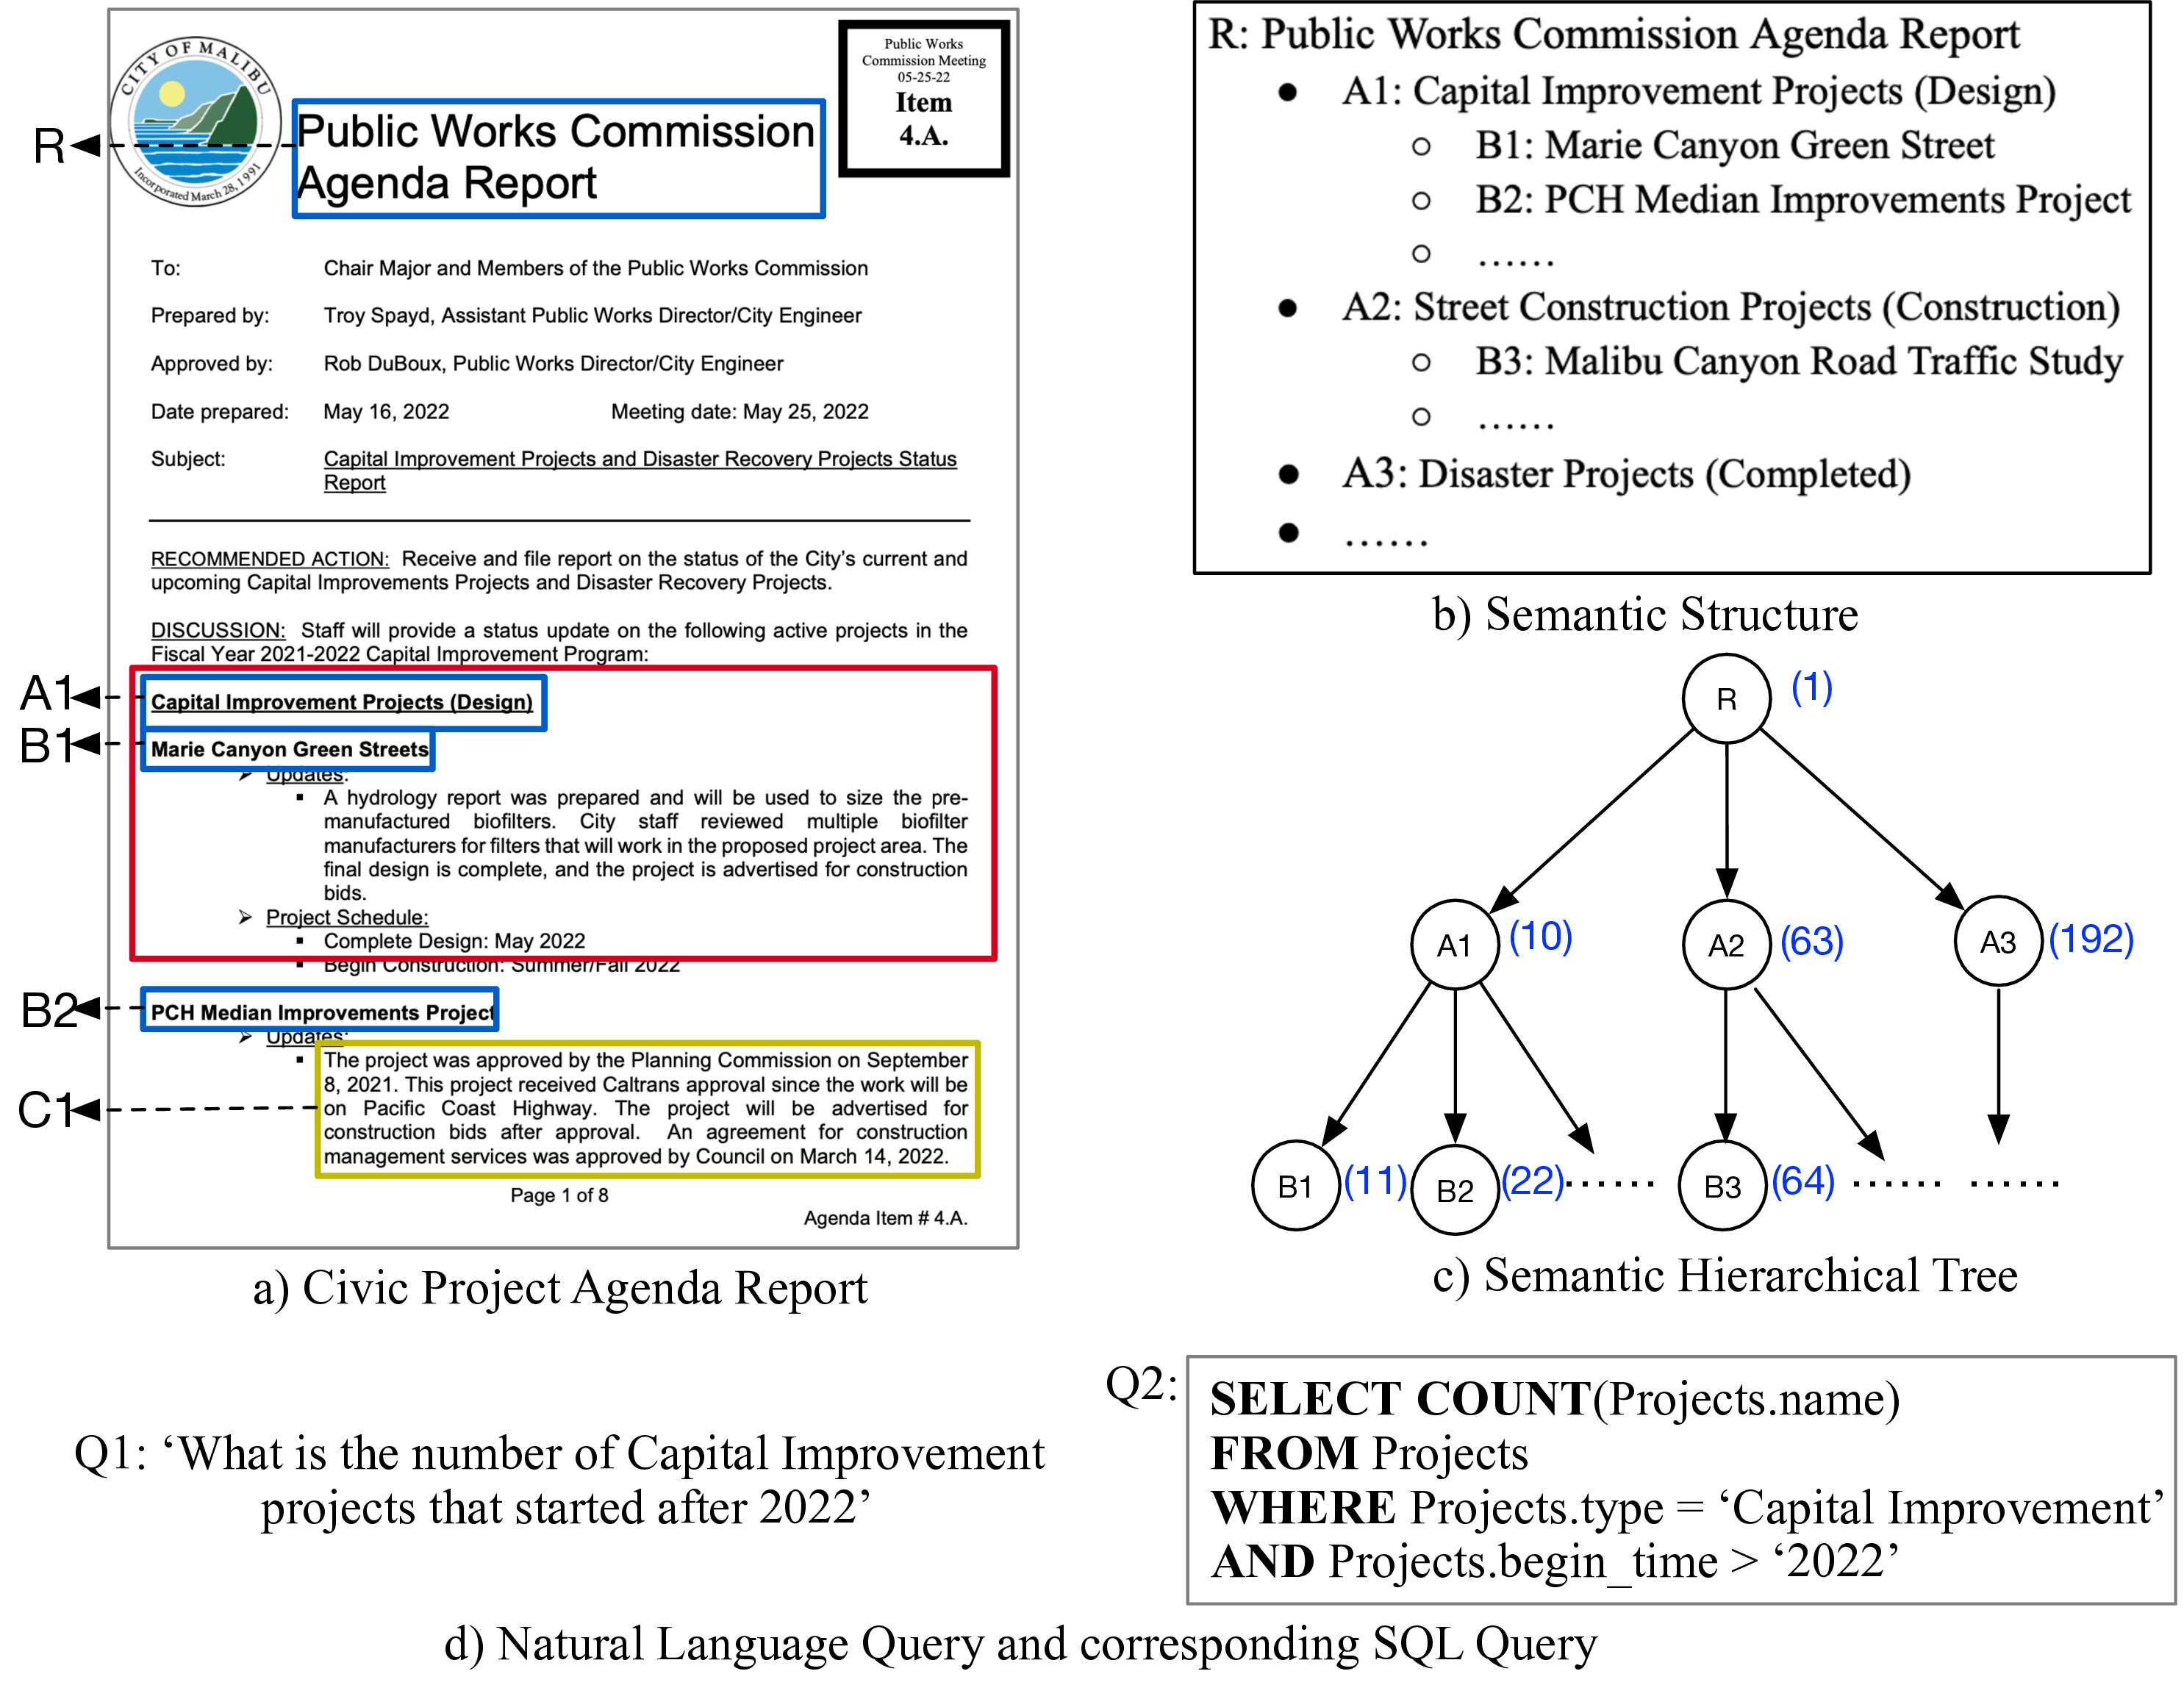 CITY OF MALIBU
Incorporated March 28, 1991
Public Works
Commission Meeting
05-25-22
Item
4.A.
R
Public Works Commission
Agenda Report
To: Chair Major and Members of the Public Works Commission
Prepared by: Troy Spayd, Assistant Public Works Director/City Engineer
Approved by: Rob DuBoux, Public Works Director/City Engineer
Date prepared: May 16, 2022 Meeting date: May 25, 2022
Subject: Capital Improvement Projects and Disaster Recovery Projects Status
Report
RECOMMENDED ACTION: Receive and file report on the status of the City's current and
upcoming Capital Improvements Projects and Disaster Recovery Projects.
DISCUSSION: Staff will provide a status update on the following active projects in the
Fiscal Year 2021-2022 Capital Improvement Program:
A1
Capital Improvement Projects (Design)
B1
Marie Canyon Green Streets
Updates:
A hydrology report was prepared and will be used to size the pre-
manufactured biofilters. City staff reviewed multiple biofilter
manufacturers for filters that will work in the proposed project area. The
final design is complete, and the project is advertised for construction
bids.
Project Schedule:
Complete Design: May 2022
Begin Construction: Summer/Fall 2022
B2
PCH Median Improvements Project
Updates:
C1
The project was approved by the Planning Commission on September
8, 2021. This project received Caltrans approval since the work will be
on Pacific Coast Highway. The project will be advertised for
construction bids after approval. An agreement for construction
management services was approved by Council on March 14, 2022.
Page 1 of 8
Agenda Item # 4.A.
a) Civic Project Agenda Report
R: Public Works Commission Agenda Report
● A1: Capital Improvement Projects (Design)
○ B1: Marie Canyon Green Street
○ B2: PCH Median Improvements Project
○ ......
● A2: Street Construction Projects (Construction)
○ B3: Malibu Canyon Road Traffic Study
○ ......
● A3: Disaster Projects (Completed)
● ......
b) Semantic Structure
R (1)
A1 (10) A2 (63) A3 (192)
B1 (11) B2 (22) ...... B3 (64) ...... ......
c) Semantic Hierarchical Tree
Q1: ‘What is the number of Capital Improvement
projects that started after 2022’
Q2:
SELECT COUNT(Projects.name)
FROM Projects
WHERE Projects.type = ‘Capital Improvement’
AND Projects.begin_time > ‘2022’
d) Natural Language Query and corresponding SQL Query